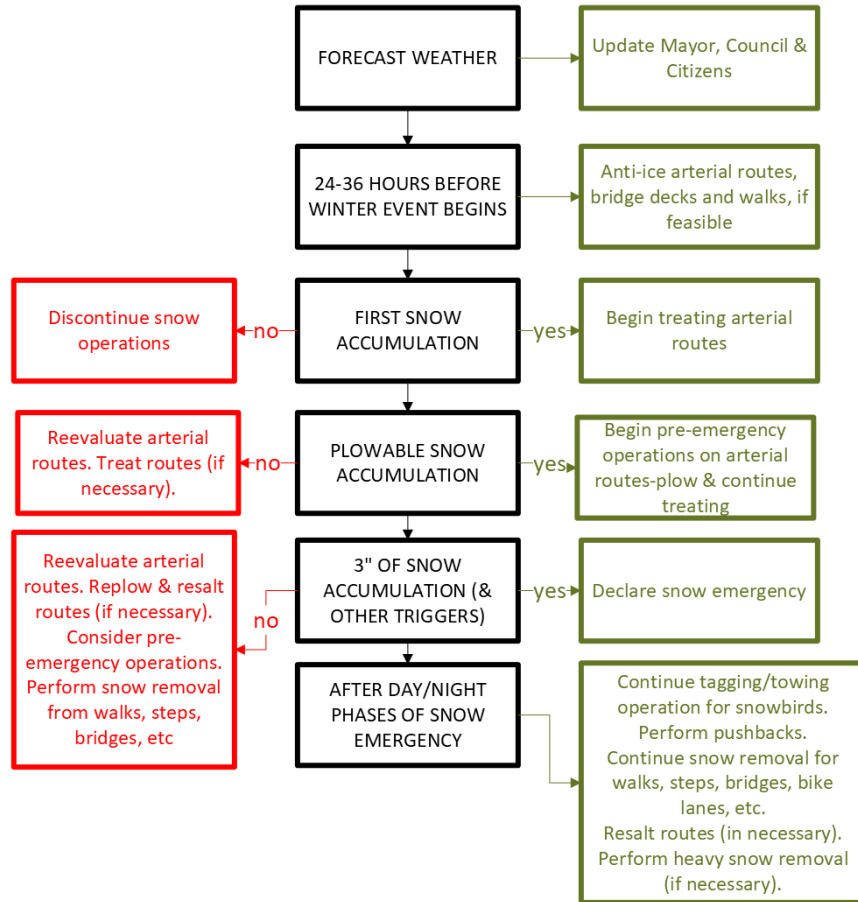 FORECAST WEATHER
Update Mayor, Council &
Citizens
24-36 HOURS BEFORE
WINTER EVENT BEGINS
Anti-ice arterial routes,
bridge decks and walks, if
feasible
Discontinue snow
operations
no
FIRST SNOW
ACCUMULATION
yes
Begin treating arterial
routes
Reevaluate arterial
routes. Treat routes (if
necessary).
no
PLOWABLE SNOW
ACCUMULATION
yes
Begin pre-emergency
operations on arterial
routes-plow & continue
treating
Reevaluate arterial
routes. Replow & resalt
routes (if necessary).
Consider pre-
emergency operations.
Perform snow removal
from walks, steps,
bridges, etc
no
3" OF SNOW
ACCUMULATION (&
OTHER TRIGGERS)
yes
Declare snow emergency
AFTER DAY/NIGHT
PHASES OF SNOW
EMERGENCY
Continue tagging/towing
operation for snowbirds.
Perform pushbacks.
Continue snow removal for
walks, steps, bridges, bike
lanes, etc.
Resalt routes (in necessary).
Perform heavy snow removal
(if necessary).